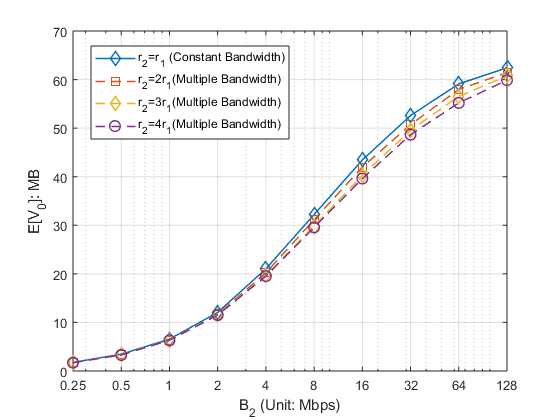 70
60
50
40
30
20
10
0
E[V0]: MB
r2=r1 (Constant Bandwidth)
r2=2r1(Multiple Bandwidth)
r2=3r1(Multiple Bandwidth)
r2=4r1(Multiple Bandwidth)
0.25 0.5 1 2 4 8 16 32 64 128
B2 (Unit: Mbps)